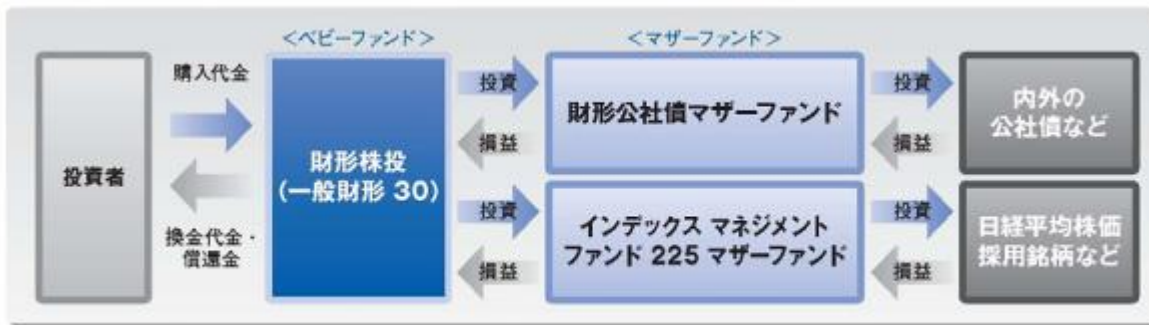 ＜ベビーファンド＞
＜マザーファンド＞
投資者
購入代金
換金代金・
償還金
財形株投
（一般財形 30）
投資
損益
投資
損益
財形公社債マザーファンド
インデックス マネジメント
ファンド 225 マザーファンド
投資
損益
投資
損益
内外の
公社債など
日経平均株価
採用銘柄など